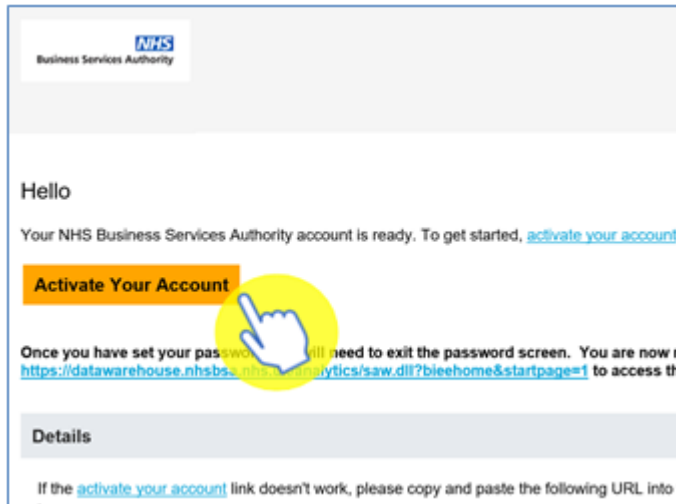 NHS
Business Services Authority
Hello
Your NHS Business Services Authority account is ready. To get started, activate your account
Activate Your Account
Once you have set your will need to exit the password screen. You are now
https://datawarehouse.nhsbsa.nhs. analytics/saw.dll?bieehome&startpage=1 to access
Details
If the activate your account link doesn't work, please copy and paste the following URL into